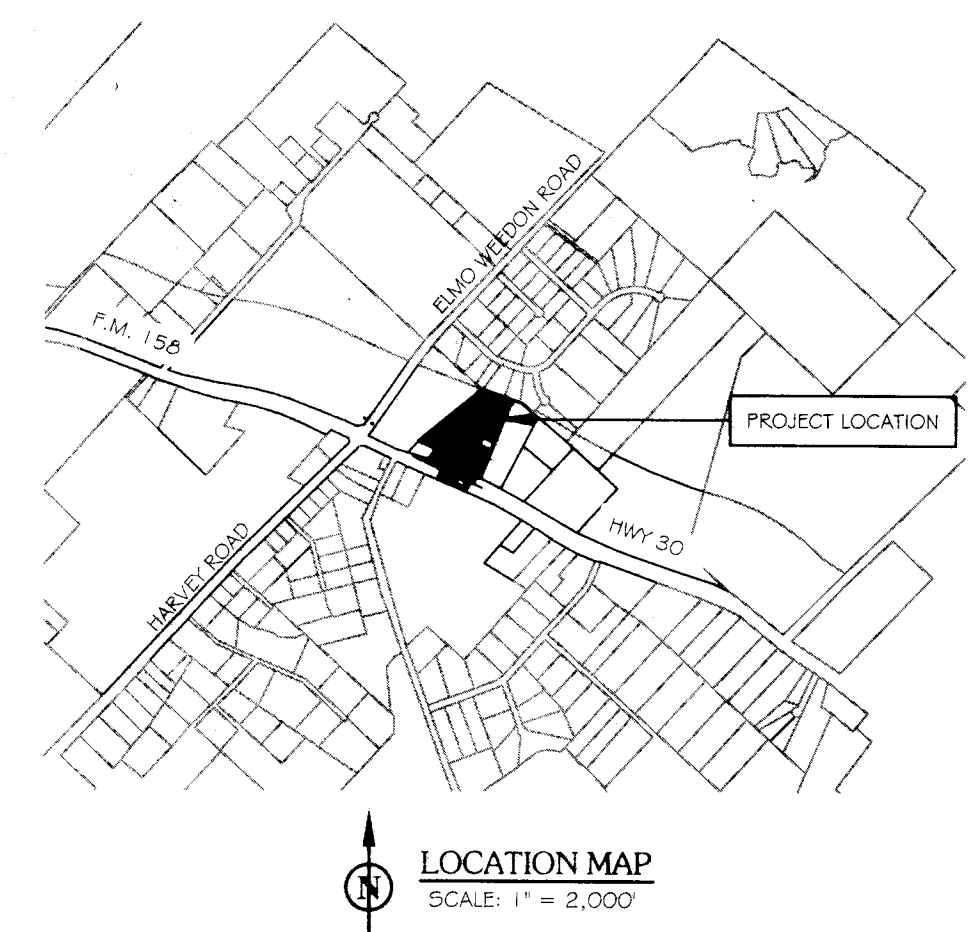 ELMO WEEDON ROAD
F.M. 158
PROJECT LOCATION
HWY 30
HARVEY ROAD
N
LOCATION MAP
SCALE: 1" = 2,000'